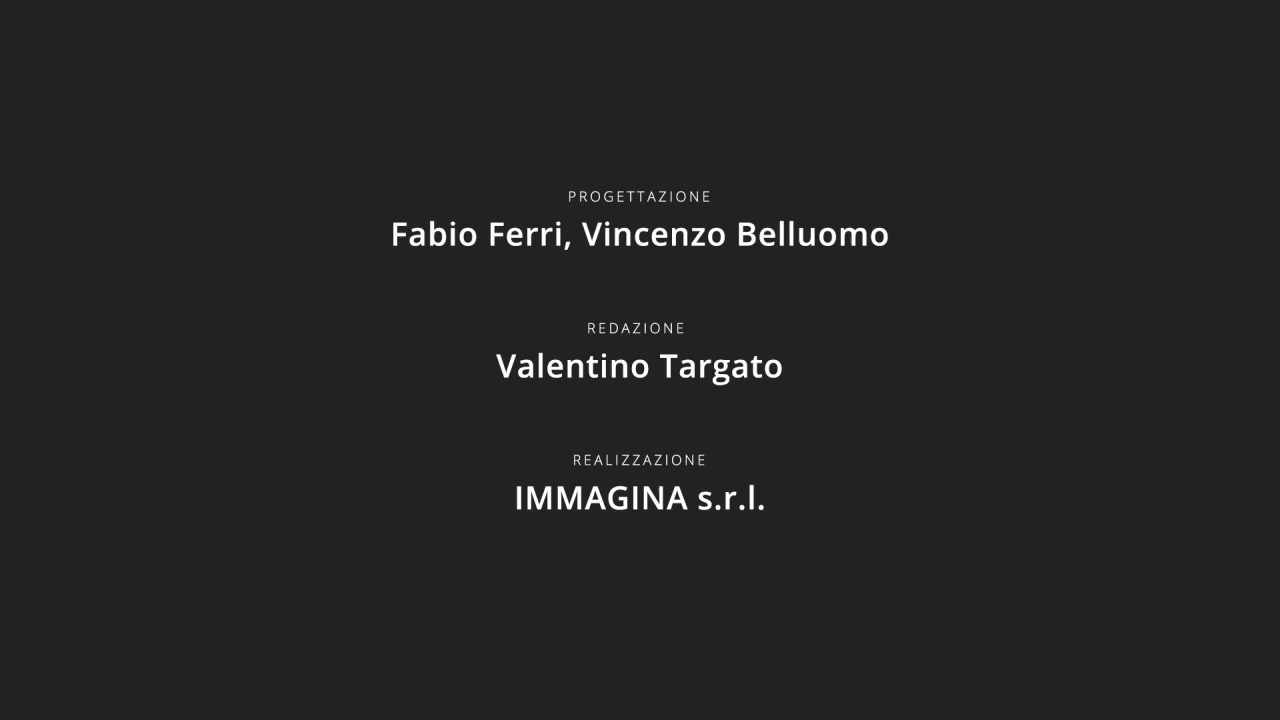 PROGETTAZIONE
Fabio Ferri, Vincenzo Belluomo
REDAZIONE
Valentino Targato
REALIZZAZIONE
IMMAGINA s.r.l.